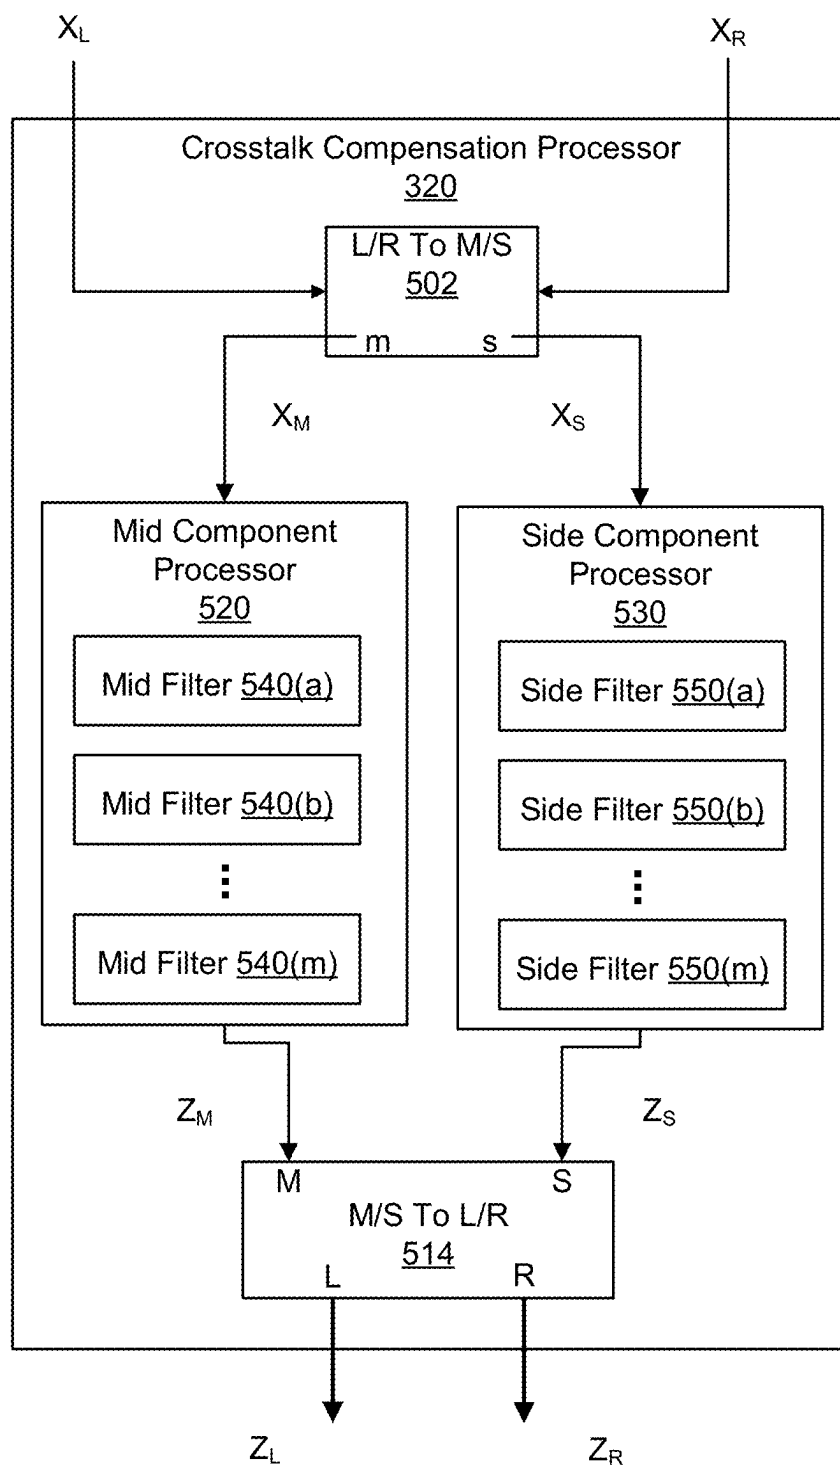 X_L
X_R
Crosstalk Compensation Processor
320
L/R To M/S
502
m
s
X_M
X_S
Mid Component
Processor
520
Mid Filter 540(a)
Mid Filter 540(b)
⋮
Mid Filter 540(m)
Side Component
Processor
530
Side Filter 550(a)
Side Filter 550(b)
⋮
Side Filter 550(m)
Z_M
Z_S
M
S
M/S To L/R
514
L
R
Z_L
Z_R